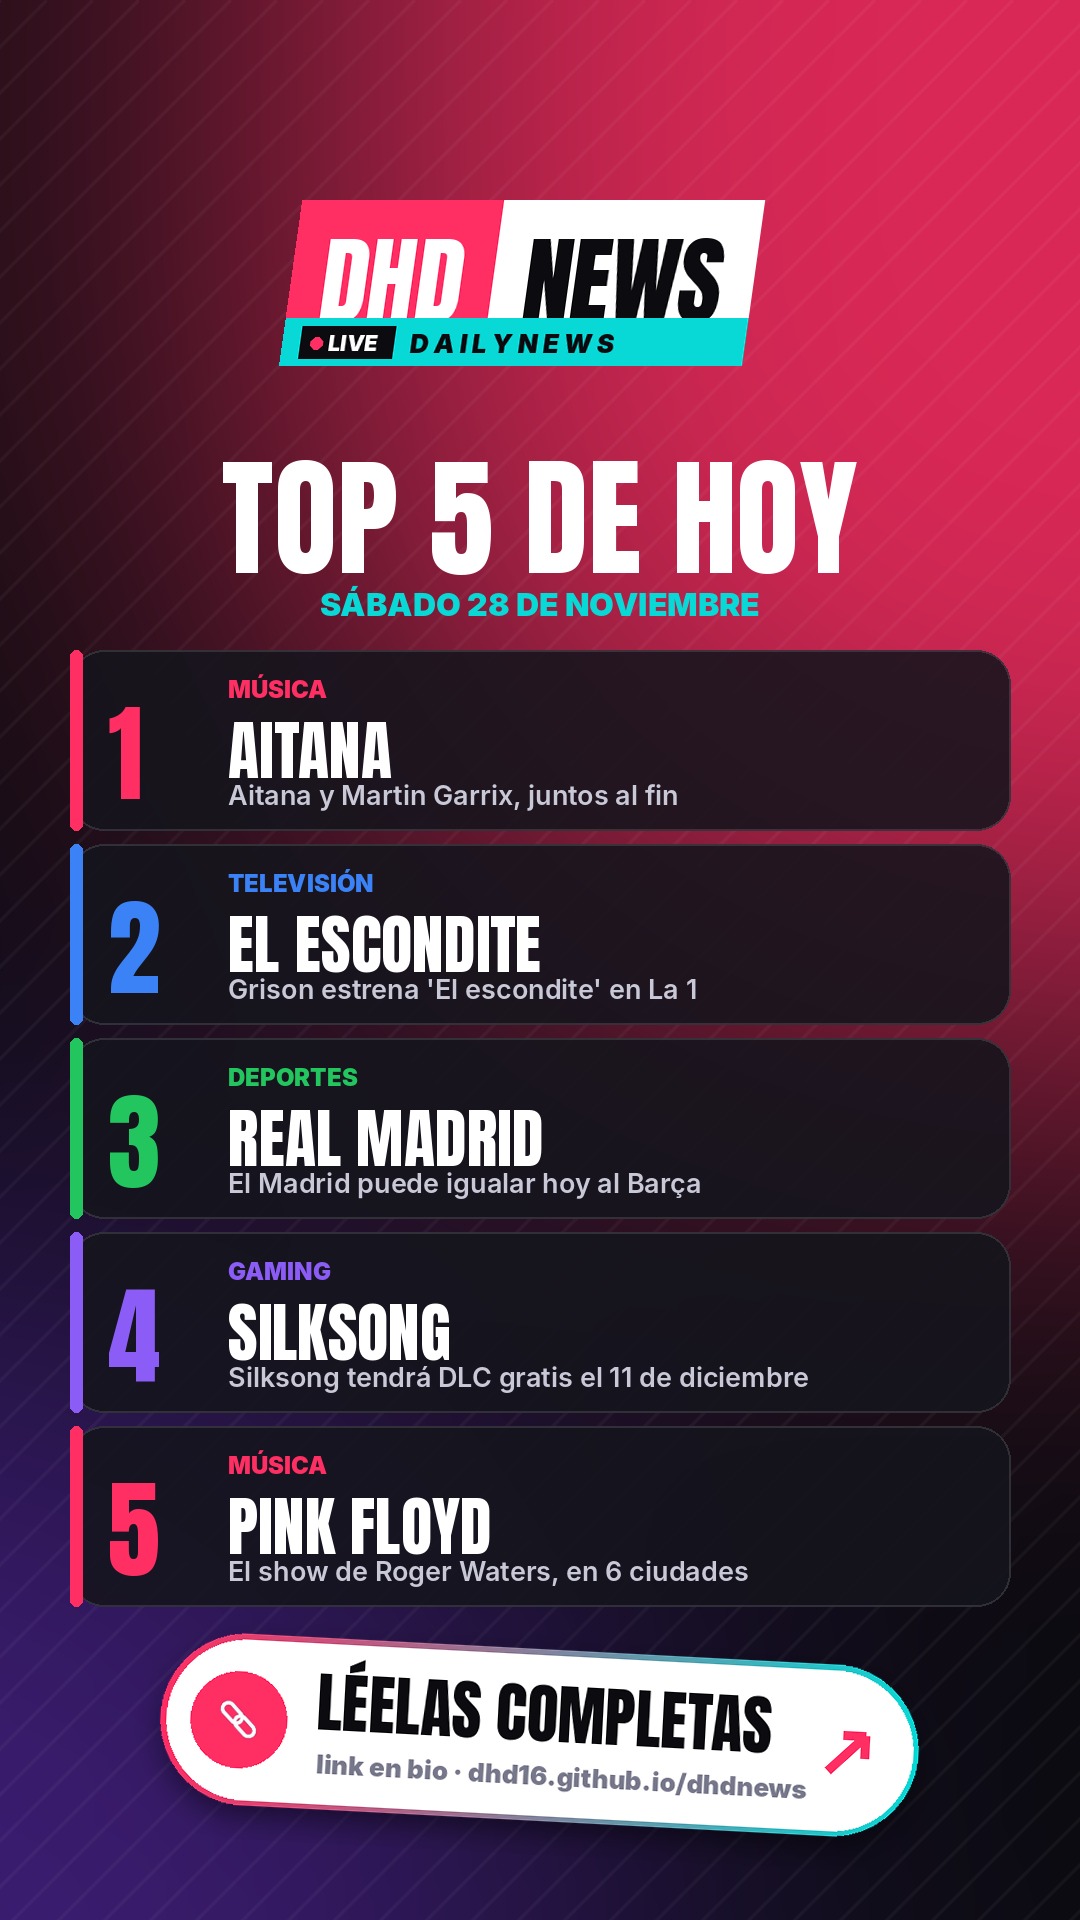 DHD NEWS
LIVE DAILYNEWS
TOP 5 DE HOY
SÁBADO 28 DE NOVIEMBRE
1
MÚSICA
AITANA
Aitana y Martin Garrix, juntos al fin
2
TELEVISIÓN
EL ESCONDITE
Grison estrena 'El escondite' en La 1
3
DEPORTES
REAL MADRID
El Madrid puede igualar hoy al Barça
4
GAMING
SILKSONG
Silksong tendrá DLC gratis el 11 de diciembre
5
MÚSICA
PINK FLOYD
El show de Roger Waters, en 6 ciudades
LÉELAS COMPLETAS
link en bio · dhd16.github.io/dhdnews